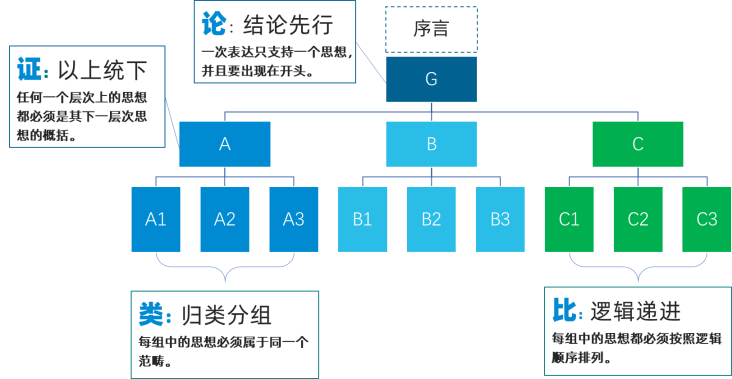 论：结论先行
一次表达只支持一个思想，
并且要出现在开头。
序言
证：以上统下
任何一个层次上的思想
都必须是其下一层次思
想的概括。
G
A
B
C
A1
A2
A3
B1
B2
B3
C1
C2
C3
类：归类分组
每组中的思想必须属于同一个
范畴。
比：逻辑递进
每组中的思想都必须按照逻辑
顺序排列。